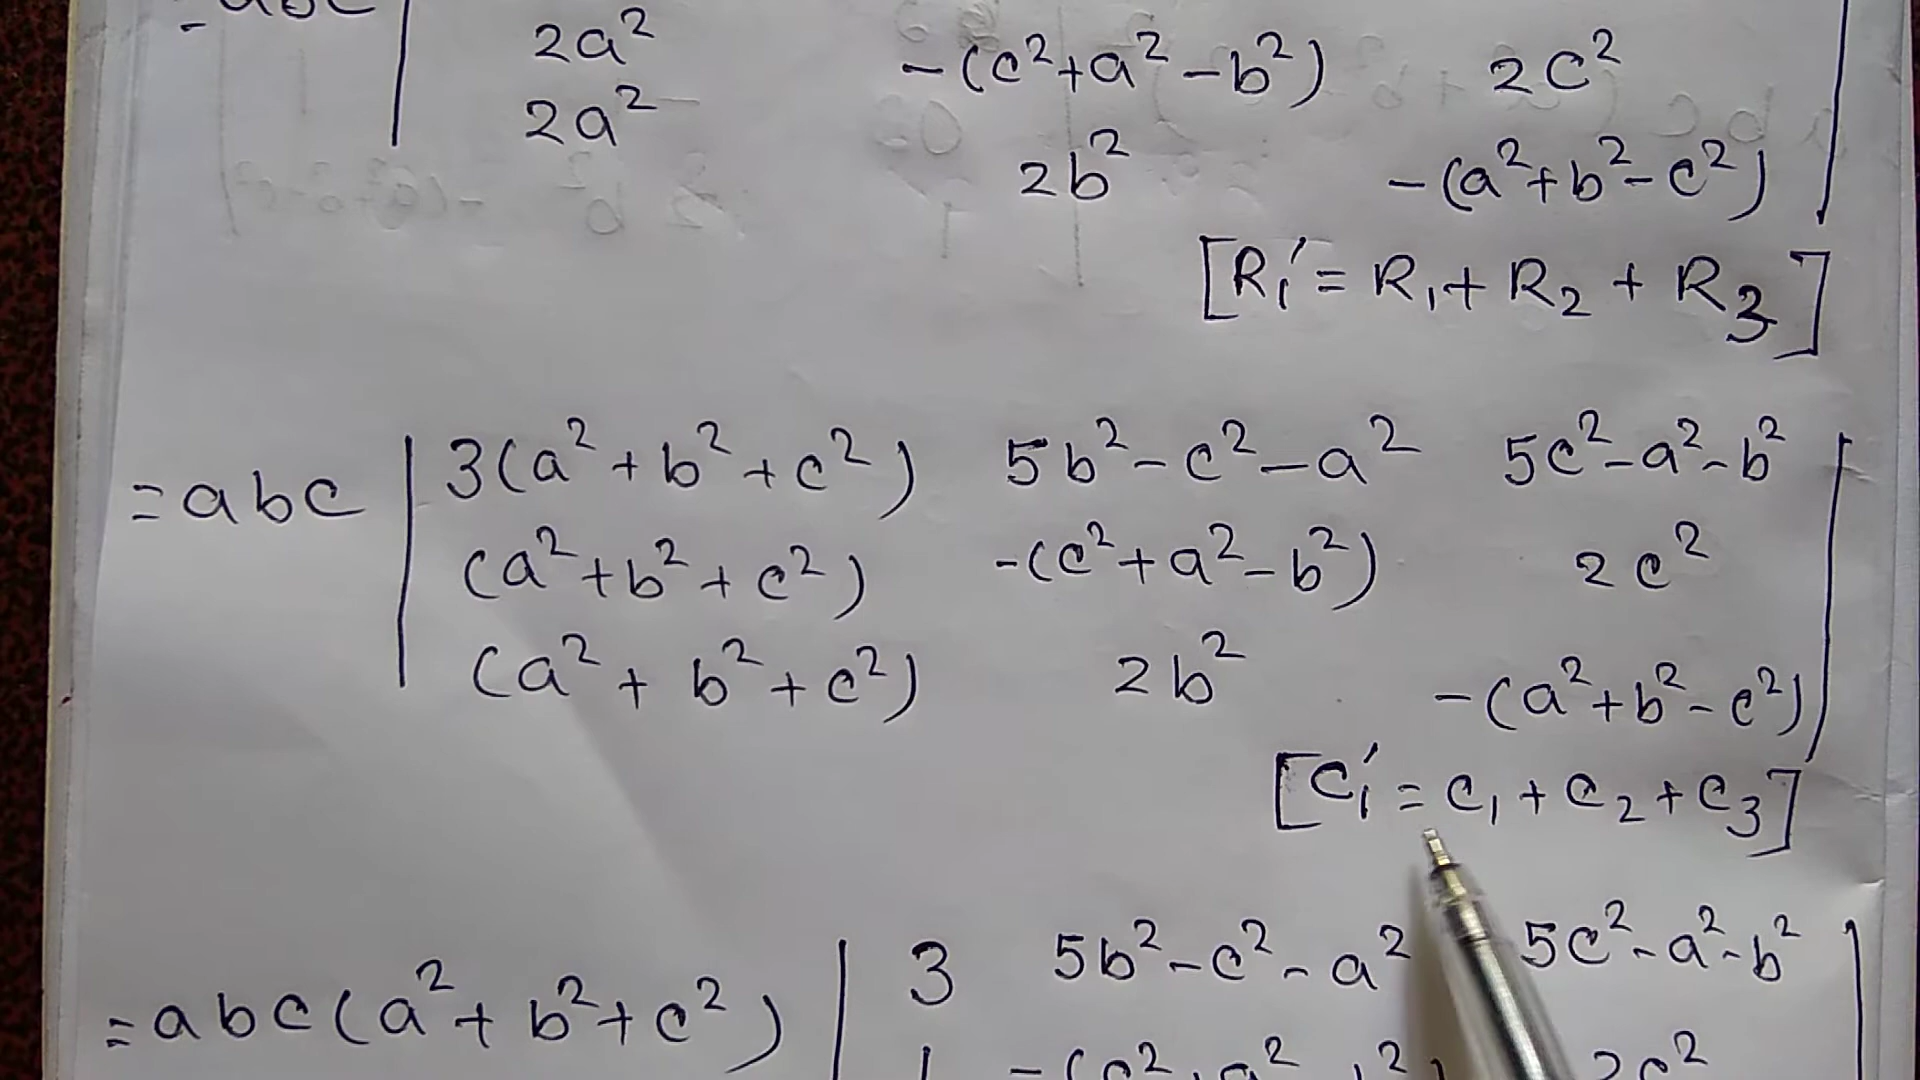 = abc | 2a² -(c²+a²-b²) 2c²
2a² 2b² -(a²+b²-c²) |
[R₁' = R₁ + R₂ + R₃]
= abc | 3(a²+b²+c²) 5b²-c²-a² 5c²-a²-b² |
(a²+b²+c²) -(c²+a²-b²) 2c²
(a²+b²+c²) 2b² -(a²+b²-c²)
[C₁' = C₁ + C₂ + C₃]
= abc(a²+b²+c²) | 3 5b²-c²-a² 5c²-a²-b² |
2c²